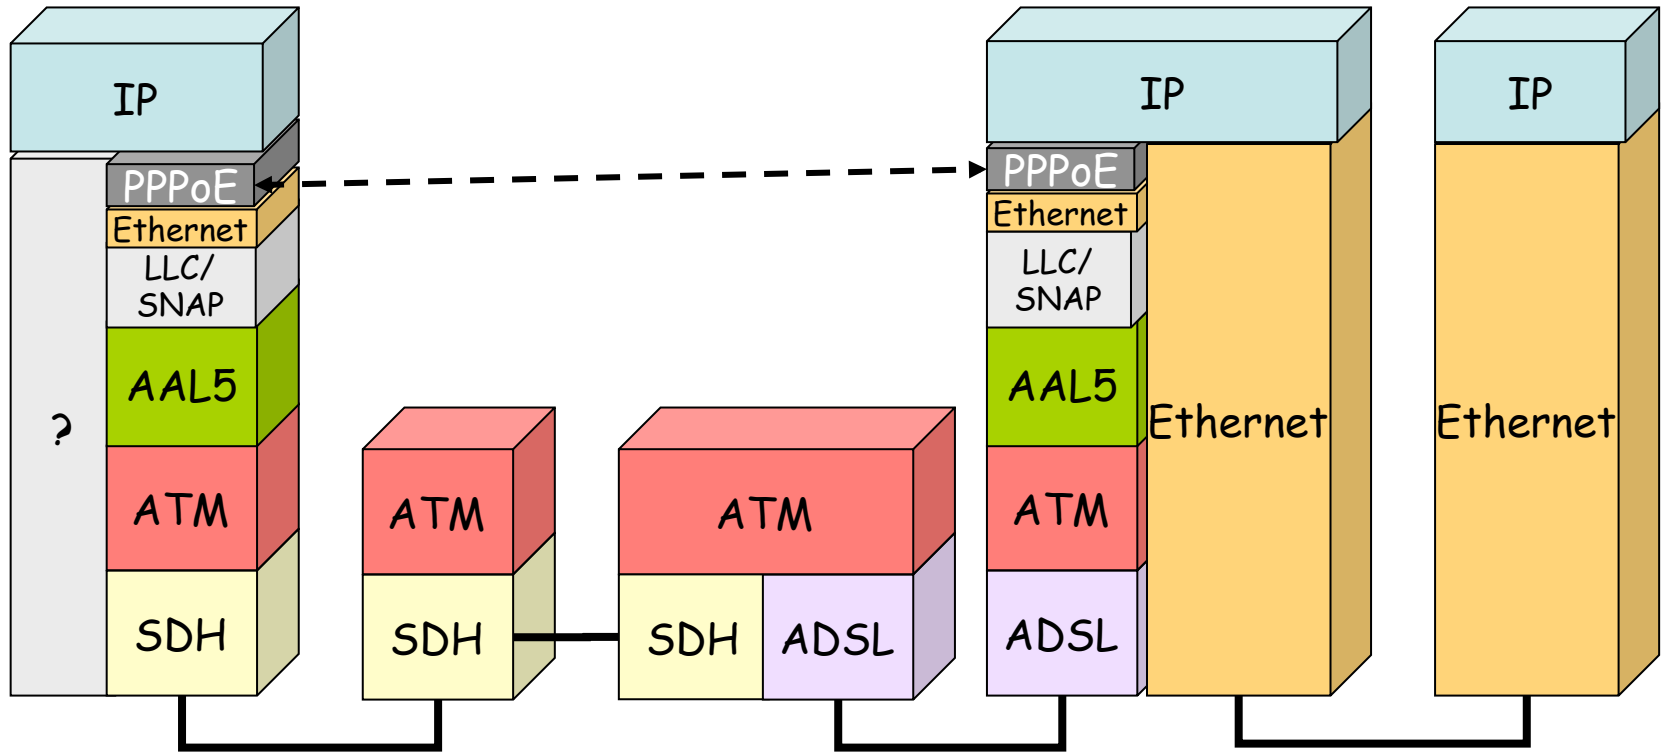 IP
PPPoE
Ethernet
LLC/
SNAP
AAL5
ATM
SDH
?
ATM
SDH
ATM
SDH
ADSL
IP
PPPoE
Ethernet
LLC/
SNAP
AAL5
ATM
ADSL
Ethernet
IP
Ethernet